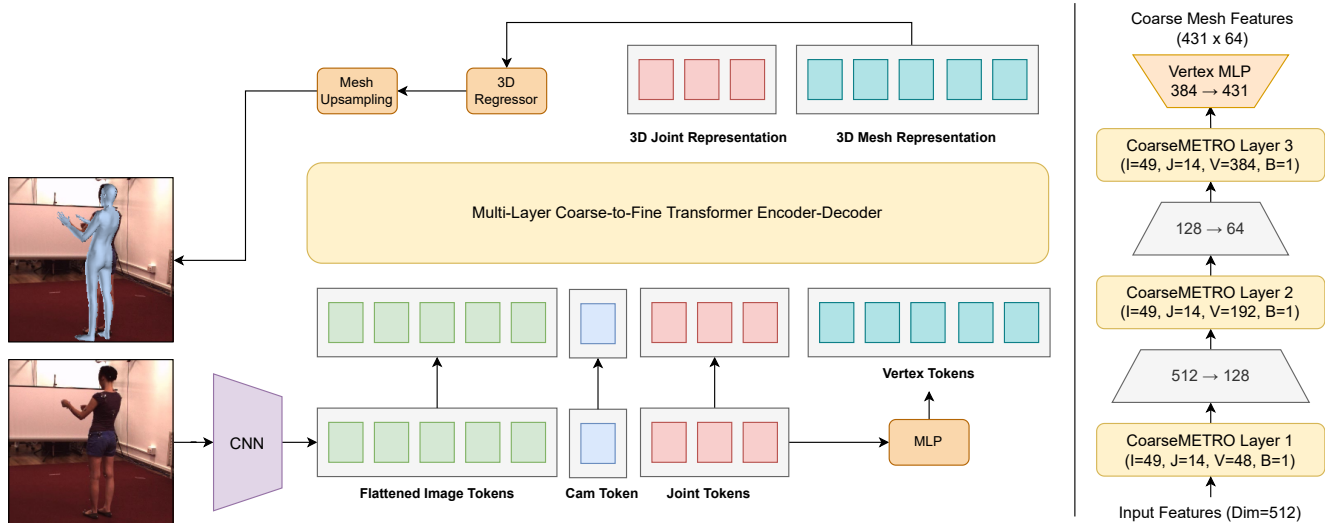 Mesh
Upsampling
3D
Regressor
3D Joint Representation
3D Mesh Representation
Multi-Layer Coarse-to-Fine Transformer Encoder-Decoder
Vertex Tokens
CNN
MLP
Flattened Image Tokens
Cam Token
Joint Tokens
Coarse Mesh Features
(431 x 64)
Vertex MLP
384 → 431
CoarseMETRO Layer 3
(I=49, J=14, V=384, B=1)
128 → 64
CoarseMETRO Layer 2
(I=49, J=14, V=192, B=1)
512 → 128
CoarseMETRO Layer 1
(I=49, J=14, V=48, B=1)
Input Features (Dim=512)